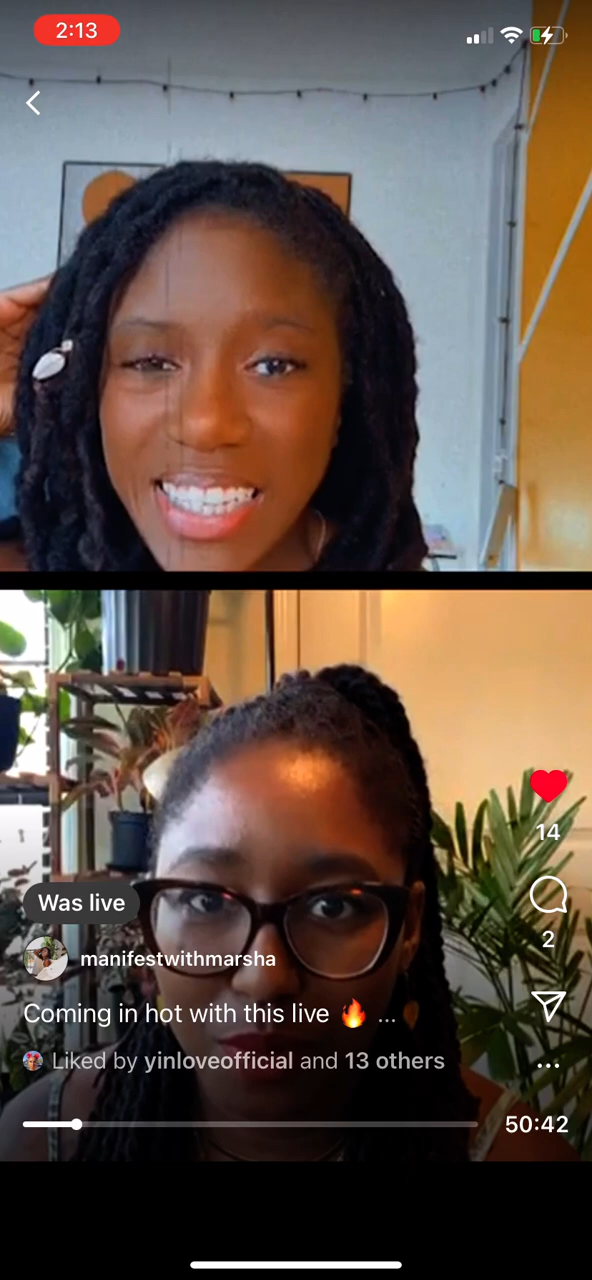 2:13
Was live
manifestwithmarsha
Coming in hot with this live 🔥 ...
Liked by yinloveofficial and 13 others
14
2
50:42